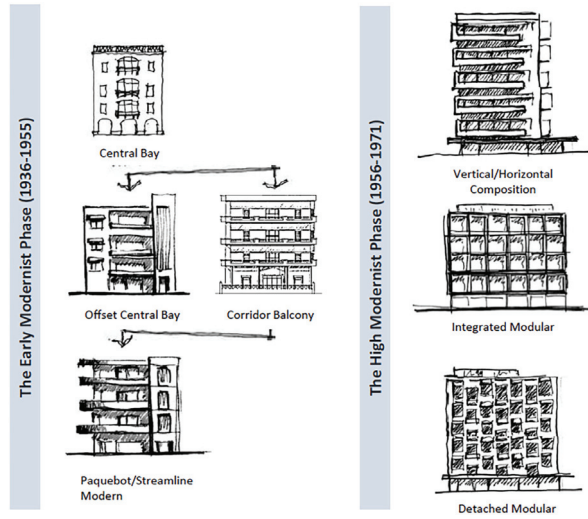 The Early Modernist Phase (1936-1955)
Central Bay
Offset Central Bay
Corridor Balcony
Paquebot/Streamline
Modern
The High Modernist Phase (1956-1971)
Vertical/Horizontal
Composition
Integrated Modular
Detached Modular